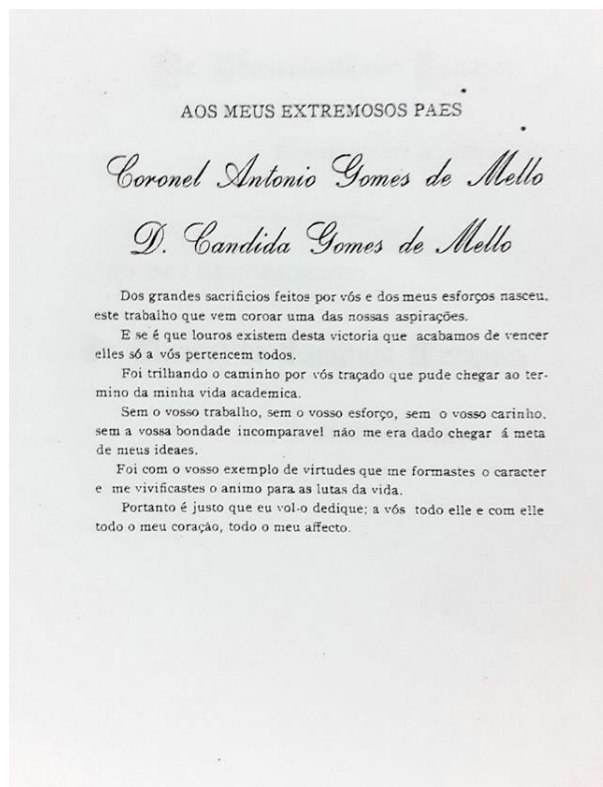 AOS MEUS EXTREMOSOS PAES
Coronel Antonio Gomes de Mello
D. Candida Gomes de Mello
Dos grandes sacrificios feitos por vós e dos meus esforços nasceu,
este trabalho que vem coroar uma das nossas aspirações.
E se é que louros existem desta victoria que acabamos de vencer
elles só a vós pertencem todos.
Foi trilhando o caminho por vós traçado que pude chegar ao ter-
mino da minha vida academica.
Sem o vosso trabalho, sem o vosso esforço, sem o vosso carinho,
sem a vossa bondade incomparavel não me era dado chegar á meta
de meus ideaes.
Foi com o vosso exemplo de virtudes que me formastes o caracter
e me vivificastes o animo para as lutas da vida.
Portanto é justo que eu vol-o dedique; a vós todo elle e com elle
todo o meu coração, todo o meu affecto.